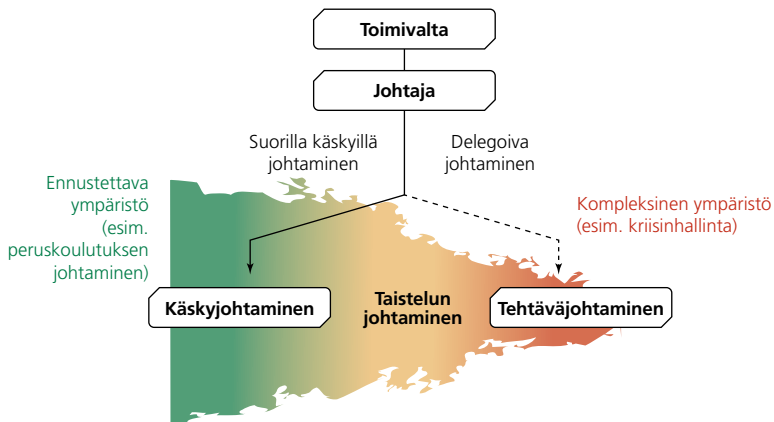 Toimivalta
Johtaja
Suorilla käskyillä
johtaminen
Delegoiva
johtaminen
Ennustettava
ympäristö
(esim.
peruskoulutuksen
johtaminen)
Kompleksinen ympäristö
(esim. kriisinhallinta)
Käskyjohtaminen
Taistelun
johtaminen
Tehtäväjohtaminen